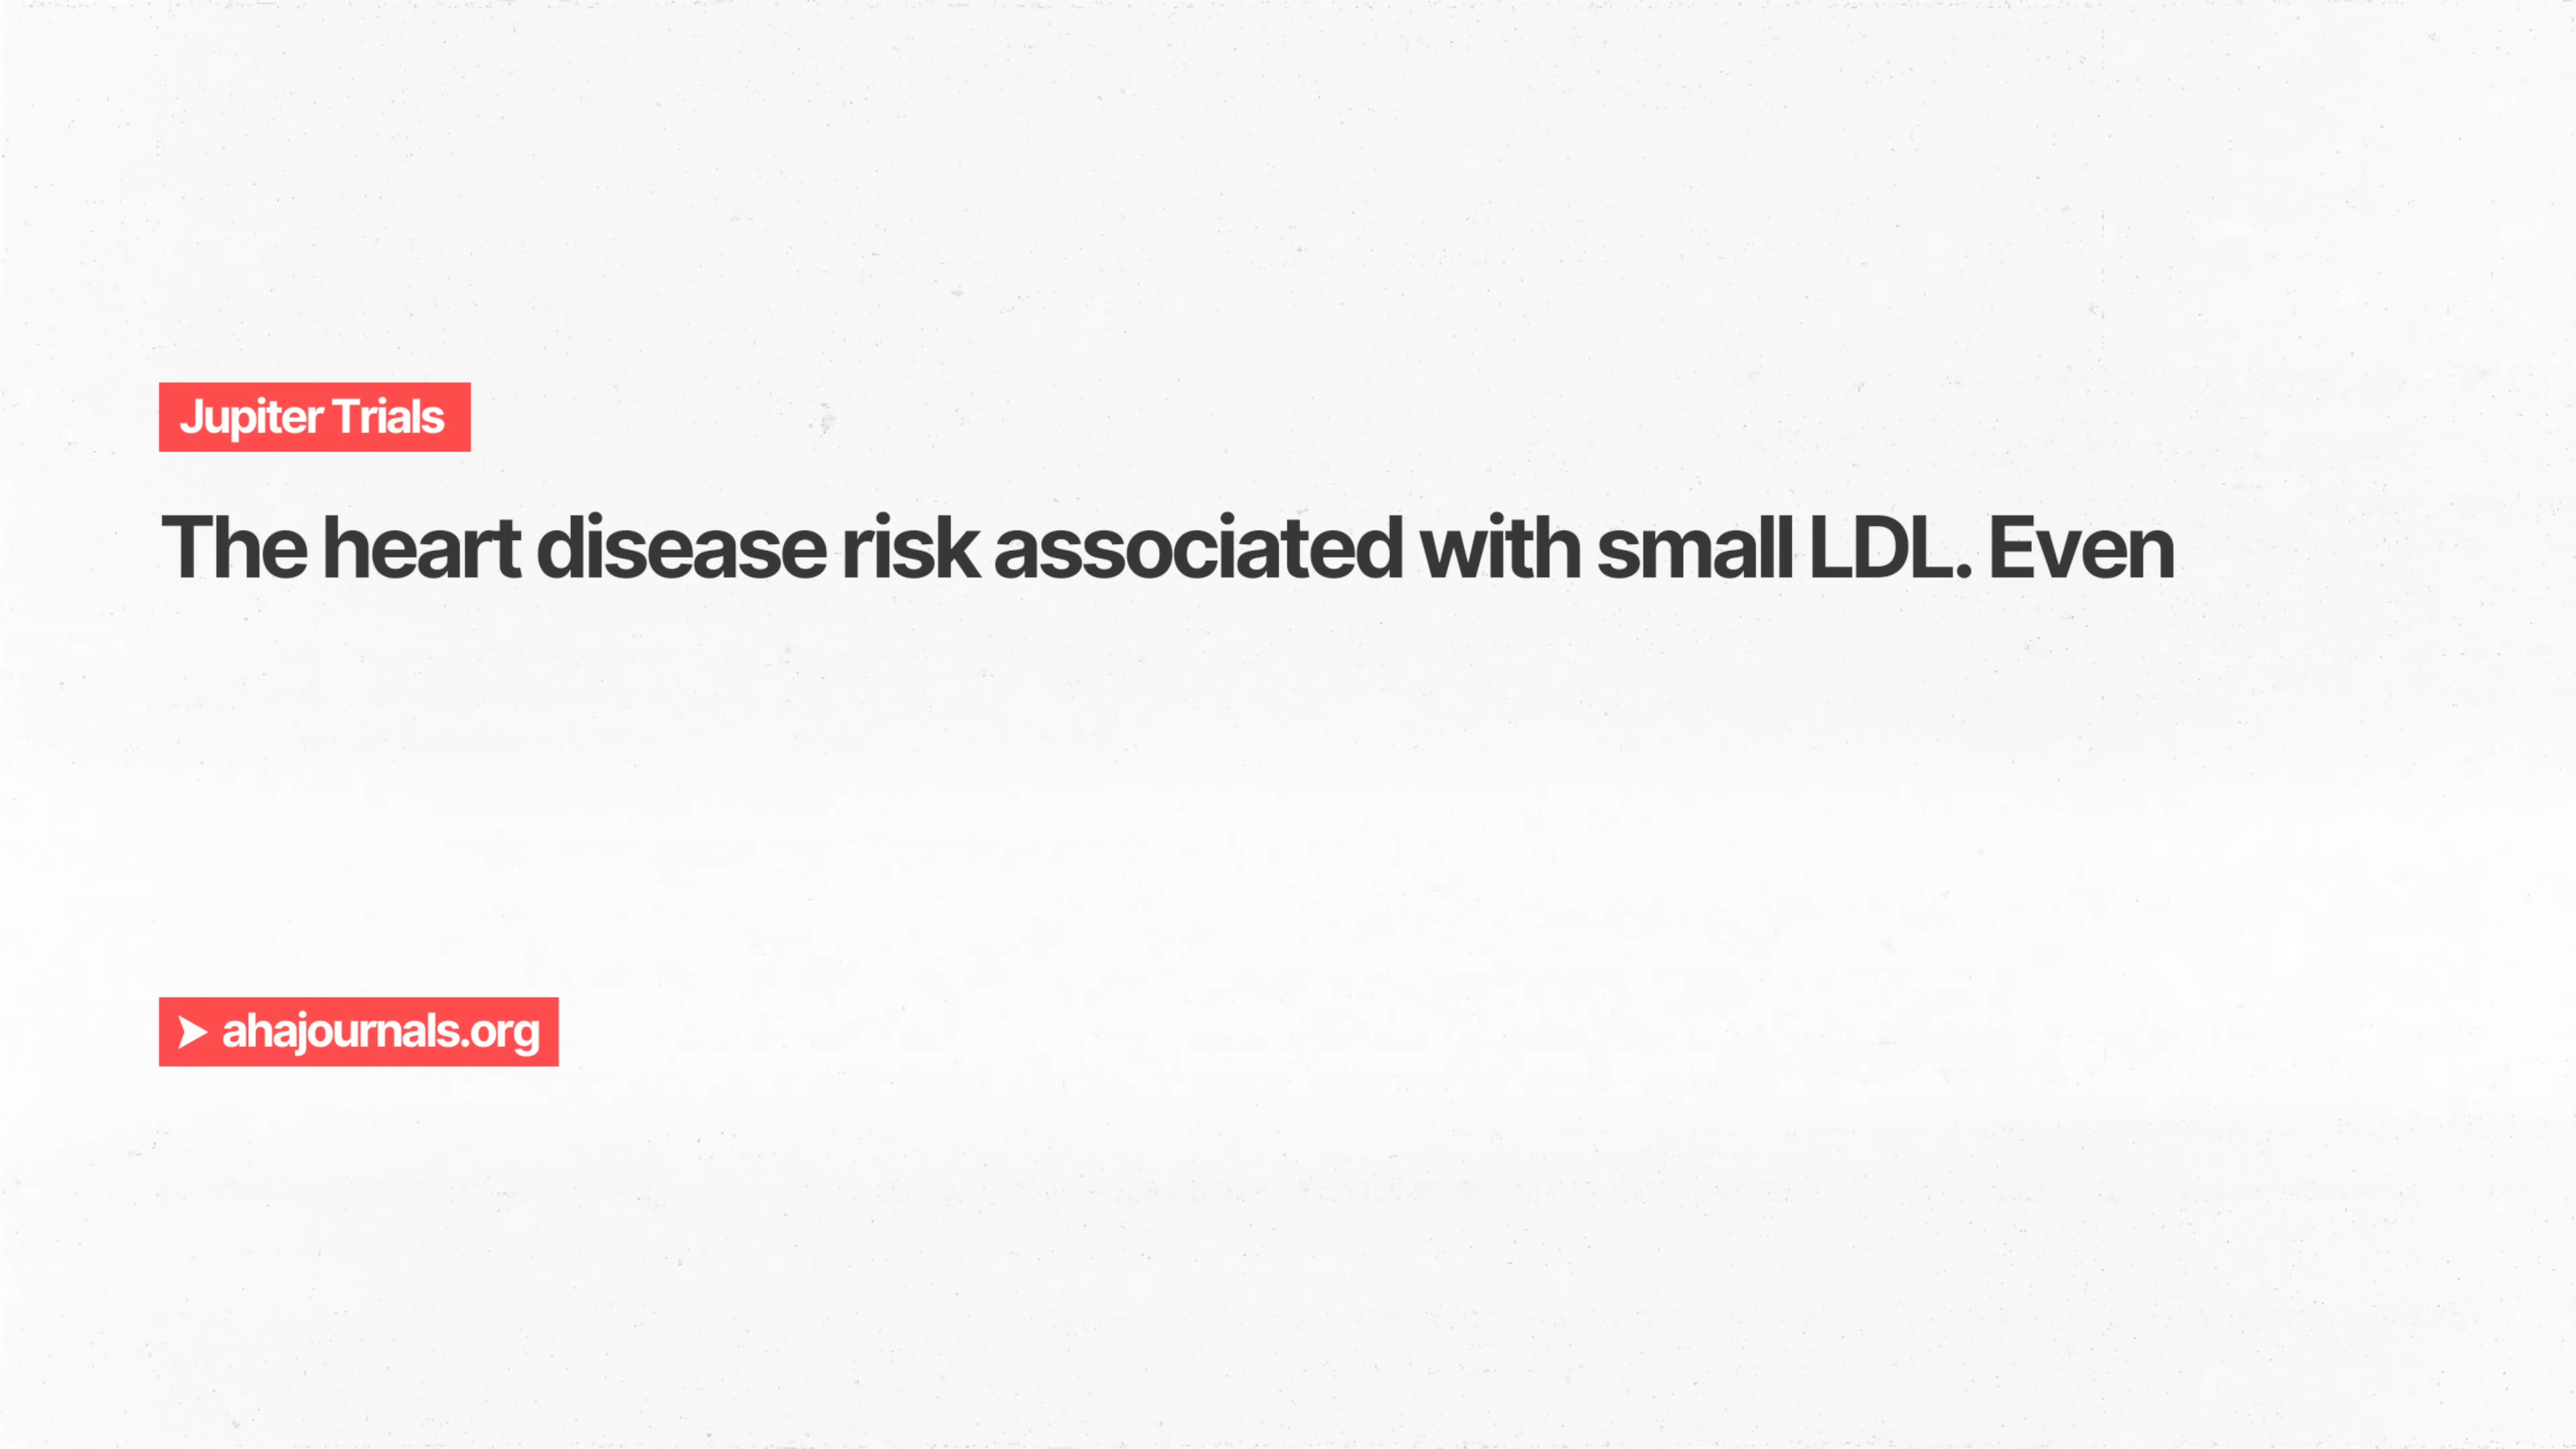 Jupiter Trials
The heart disease risk associated with small LDL. Even
➤ ahajournals.org